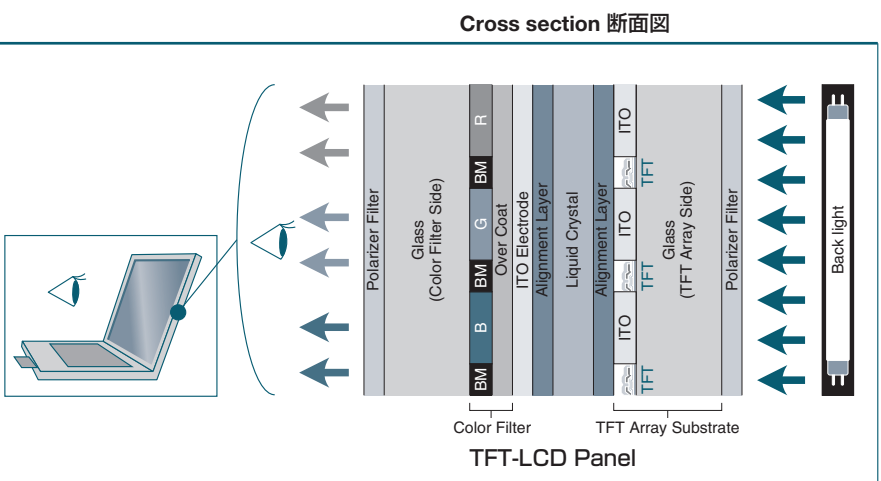 Cross section 断面図
Polarizer Filter
Glass
(Color Filter Side)
R
BM
G
BM
B
BM
Over Coat
ITO Electrode
Alignment Layer
Liquid Crystal
Alignment Layer
ITO
TFT
ITO
TFT
ITO
TFT
Glass
(TFT Array Side)
Polarizer Filter
Back light
Color Filter
TFT Array Substrate
TFT-LCD Panel